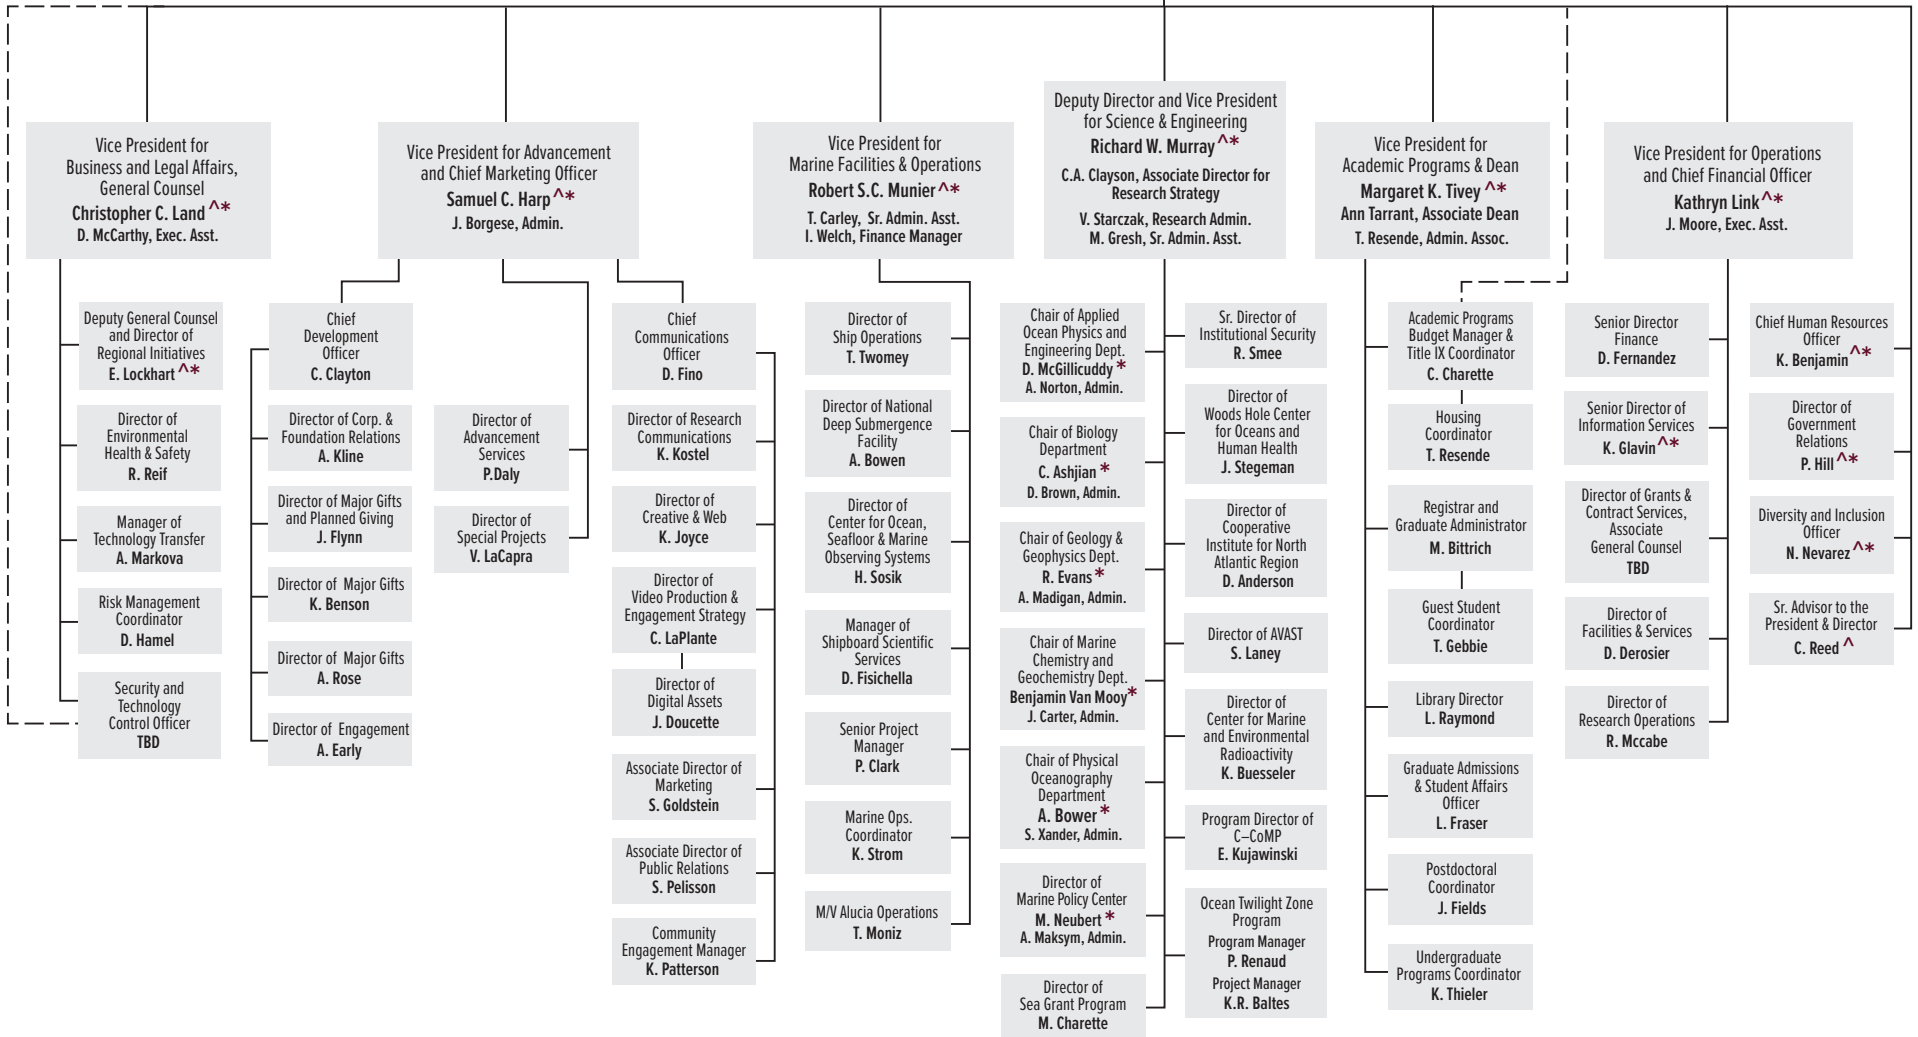 Vice President for
Business and Legal Affairs,
General Counsel
Christopher C. Land ^*
D. McCarthy, Exec. Asst.
Deputy General Counsel
and Director of
Regional Initiatives
E. Lockhart ^*
Director of
Environmental
Health & Safety
R. Reif
Manager of
Technology Transfer
A. Markova
Risk Management
Coordinator
D. Hamel
Security and
Technology
Control Officer
TBD
Vice President for Advancement
and Chief Marketing Officer
Samuel C. Harp ^*
J. Borgese, Admin.
Chief
Development
Officer
C. Clayton
Director of Corp. &
Foundation Relations
A. Kline
Director of Major Gifts
and Planned Giving
J. Flynn
Director of Major Gifts
K. Benson
Director of Major Gifts
A. Rose
Director of Engagement
A. Early
Director of
Advancement
Services
P.Daly
Director of
Special Projects
V. LaCapra
Chief
Communications
Officer
D. Fino
Director of Research
Communications
K. Kostel
Director of
Creative & Web
K. Joyce
Director of
Video Production &
Engagement Strategy
C. LaPlante
Director of
Digital Assets
J. Doucette
Associate Director of
Marketing
S. Goldstein
Associate Director of
Public Relations
S. Pelisson
Community
Engagement Manager
K. Patterson
Vice President for
Marine Facilities & Operations
Robert S.C. Munier ^*
T. Carley, Sr. Admin. Asst.
I. Welch, Finance Manager
Director of
Ship Operations
T. Twomey
Director of National
Deep Submergence
Facility
A. Bowen
Director of
Center for Ocean,
Seafloor & Marine
Observing Systems
H. Sosik
Manager of
Shipboard Scientific
Services
D. Fisichella
Senior Project
Manager
P. Clark
Marine Ops.
Coordinator
K. Strom
M/V Alucia Operations
T. Moniz
Deputy Director and Vice President
for Science & Engineering
Richard W. Murray ^*
C.A. Clayson, Associate Director for
Research Strategy
V. Starczak, Research Admin.
M. Gresh, Sr. Admin. Asst.
Chair of Applied
Ocean Physics and
Engineering Dept.
D. McGillicuddy *
A. Norton, Admin.
Chair of Biology
Department
C. Ashjian *
D. Brown, Admin.
Chair of Geology &
Geophysics Dept.
R. Evans *
A. Madigan, Admin.
Chair of Marine
Chemistry and
Geochemistry Dept.
Benjamin Van Mooy*
J. Carter, Admin.
Chair of Physical
Oceanography
Department
A. Bower *
S. Xander, Admin.
Director of
Marine Policy Center
M. Neubert *
A. Maksym, Admin.
Director of
Sea Grant Program
M. Charette
Sr. Director of
Institutional Security
R. Smee
Director of
Woods Hole Center
for Oceans and
Human Health
J. Stegeman
Director of
Cooperative
Institute for North
Atlantic Region
D. Anderson
Director of AVAST
S. Laney
Director of
Center for Marine
and Environmental
Radioactivity
K. Buesseler
Program Director of
C–CoMP
E. Kujawinski
Ocean Twilight Zone
Program
Program Manager
P. Renaud
Project Manager
K.R. Baltes
Vice President for
Academic Programs & Dean
Margaret K. Tivey ^*
Ann Tarrant, Associate Dean
T. Resende, Admin. Assoc.
Academic Programs
Budget Manager &
Title IX Coordinator
C. Charette
Housing
Coordinator
T. Resende
Registrar and
Graduate Administrator
M. Bittrich
Guest Student
Coordinator
T. Gebbie
Library Director
L. Raymond
Graduate Admissions
& Student Affairs
Officer
L. Fraser
Postdoctoral
Coordinator
J. Fields
Undergraduate
Programs Coordinator
K. Thieler
Vice President for Operations
and Chief Financial Officer
Kathryn Link ^*
J. Moore, Exec. Asst.
Senior Director
Finance
D. Fernandez
Senior Director of
Information Services
K. Glavin ^*
Director of Grants &
Contract Services,
Associate
General Counsel
TBD
Director of
Facilities & Services
D. Derosier
Director of
Research Operations
R. Mccabe
Chief Human Resources
Officer
K. Benjamin ^*
Director of
Government
Relations
P. Hill ^*
Diversity and Inclusion
Officer
N. Nevarez ^*
Sr. Advisor to the
President & Director
C. Reed ^